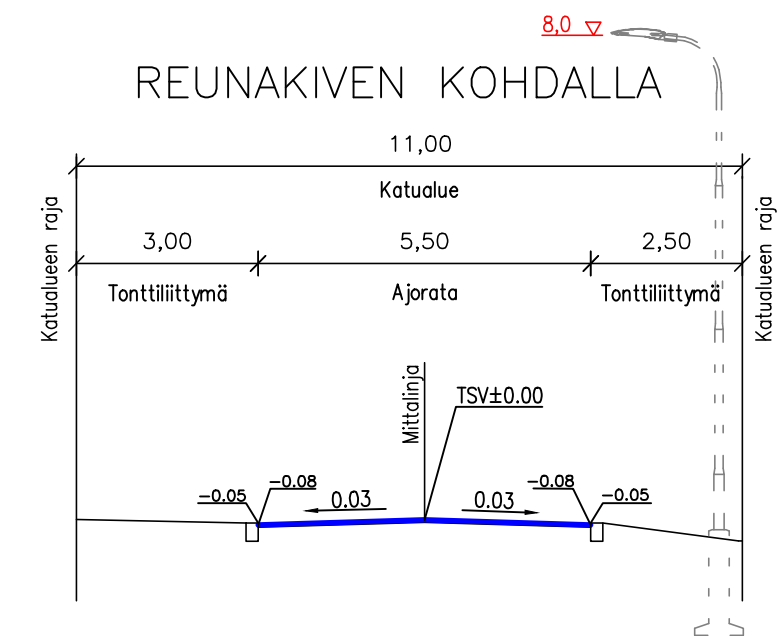 8,0
REUNAKIVEN KOHDALLA
11,00
Katualue
Katualueen raja
Katualueen raja
3,00
5,50
2,50
Tonttiliittymä
Ajorata
Tonttiliittymä
Mittalinja
TSV±0.00
-0.05
-0.08
0.03
0.03
-0.08
-0.05